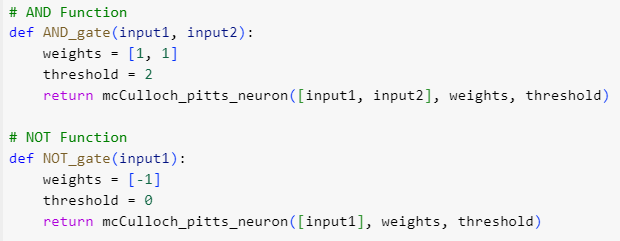 # AND Function
def AND_gate(input1, input2):
    weights = [1, 1]
    threshold = 2
    return mcCulloch_pitts_neuron([input1, input2], weights, threshold)

# NOT Function
def NOT_gate(input1):
    weights = [-1]
    threshold = 0
    return mcCulloch_pitts_neuron([input1], weights, threshold)